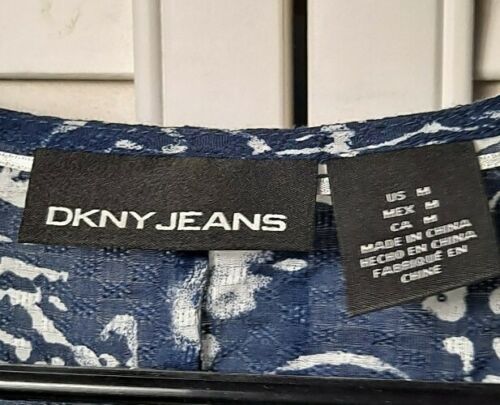 DKNY JEANS
US M
MEX M
CA M
MADE IN CHINA
HECHO EN CHINA
FABRIQUÉ EN
CHINE